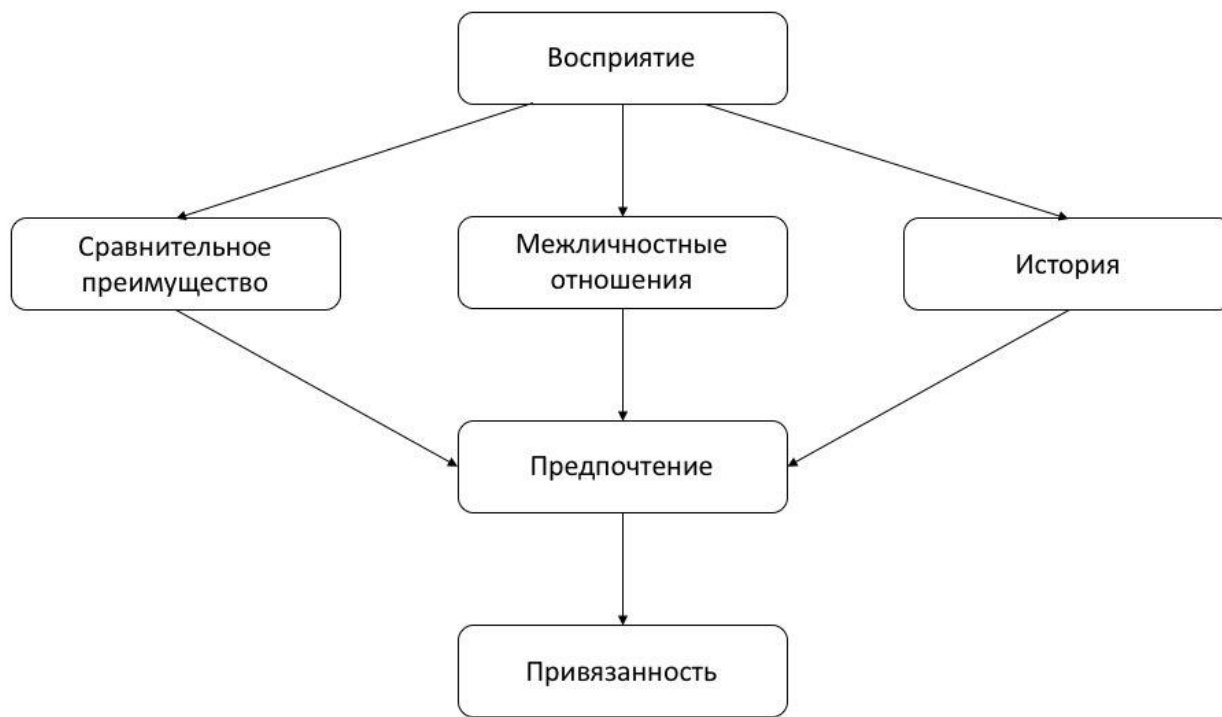 Восприятие
Сравнительное
преимущество
Межличностные
отношения
История
Предпочтение
Привязанность